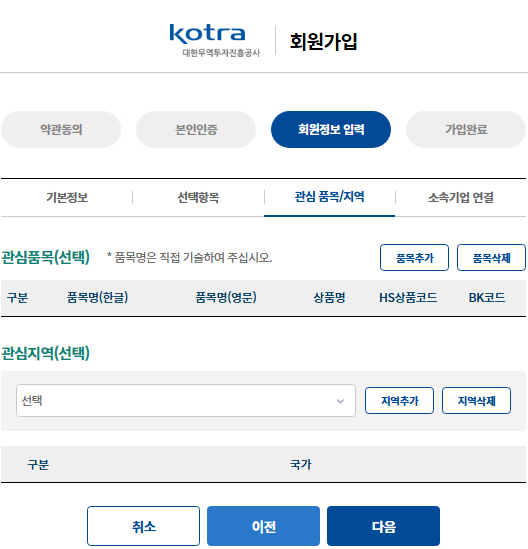 kotra 회원가입
대한무역투자진흥공사
약관동의 본인인증 회원정보 입력 가입완료
기본정보 선택항목 관심 품목/지역 소속기업 연결
관심품목(선택) * 품목명은 직접 기술하여 주십시오. 품목추가 품목삭제
구분 품목명(한글) 품목명(영문) 상품명 HS상품코드 BK코드
관심지역(선택)
선택 지역추가 지역삭제
구분 국가
취소 이전 다음